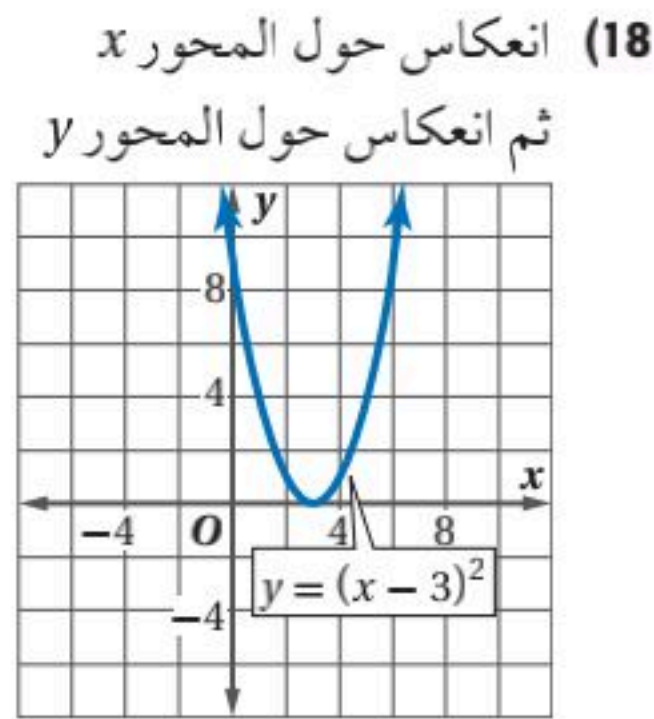 18) انعكاس حول المحور x
ثم انعكاس حول المحور y
y
8
4
x
−4 O 4 8
y = (x − 3)²
−4